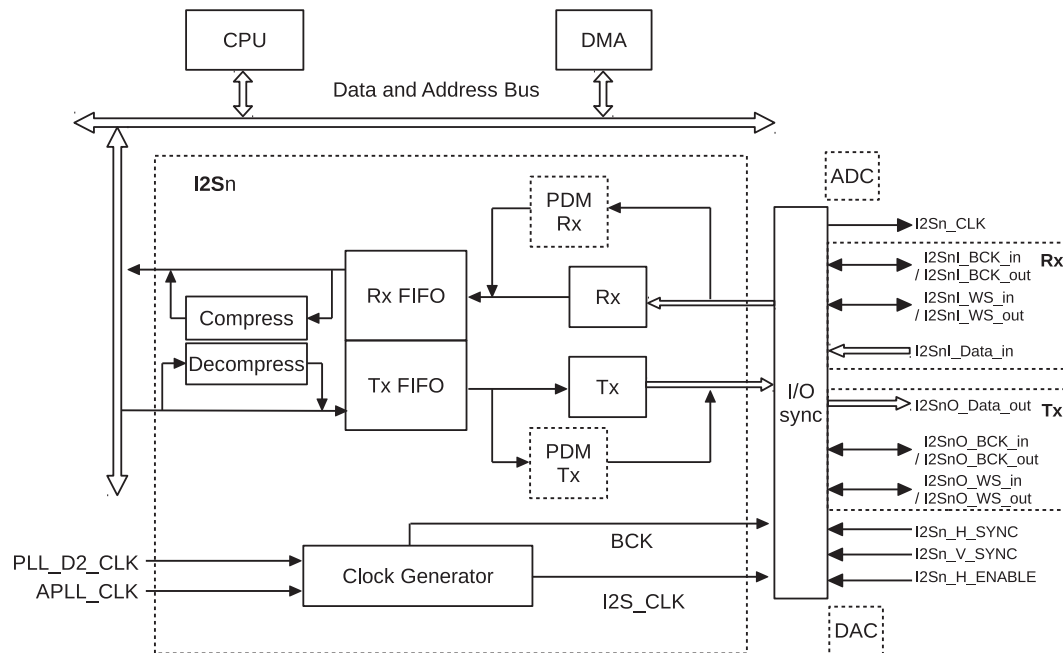 CPU
DMA
Data and Address Bus
I2Sn
ADC
PDM
Rx
I2Sn_CLK
I2SnI_BCK_in
/ I2SnI_BCK_out
Rx
Rx FIFO
Rx
I2SnI_WS_in
/ I2SnI_WS_out
Compress
I2SnI_Data_in
Decompress
Tx FIFO
Tx
I/O
sync
I2SnO_Data_out
Tx
PDM
Tx
I2SnO_BCK_in
/ I2SnO_BCK_out
I2SnO_WS_in
/ I2SnO_WS_out
BCK
I2Sn_H_SYNC
I2Sn_V_SYNC
I2Sn_H_ENABLE
PLL_D2_CLK
APLL_CLK
Clock Generator
I2S_CLK
DAC